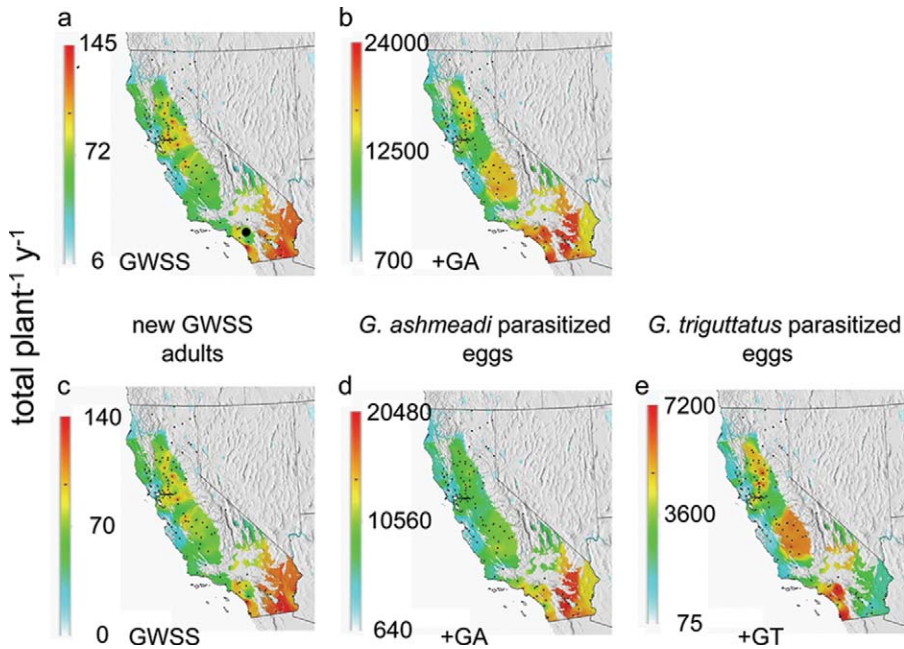 a
b
145
72
6
GWSS
24000
12500
700
+GA
total plant⁻¹ y⁻¹
new GWSS
adults
G. ashmeadi parasitized
eggs
G. triguttatus parasitized
eggs
c
d
e
140
70
0
GWSS
20480
10560
640
+GA
7200
3600
75
+GT